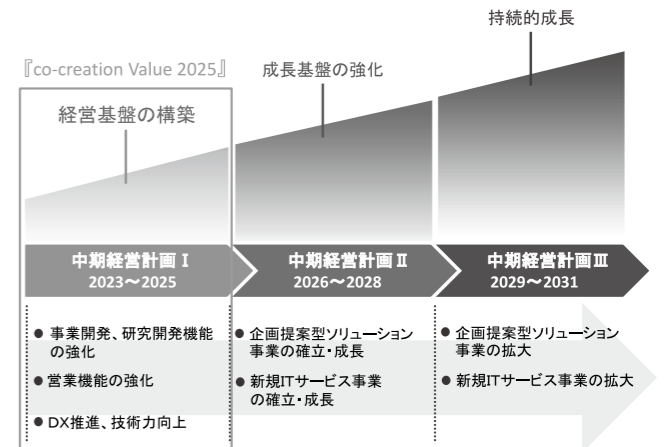 持続的成長
『co-creation Value 2025』
成長基盤の強化
経営基盤の構築
中期経営計画Ⅰ
2023～2025
中期経営計画Ⅱ
2026～2028
中期経営計画Ⅲ
2029～2031
● 事業開発、研究開発機能
の強化
● 営業機能の強化
● DX推進、技術力向上
● 企画提案型ソリューション
事業の確立・成長
● 新規ITサービス事業
の確立・成長
● 企画提案型ソリューション
事業の拡大
● 新規ITサービス事業の拡大